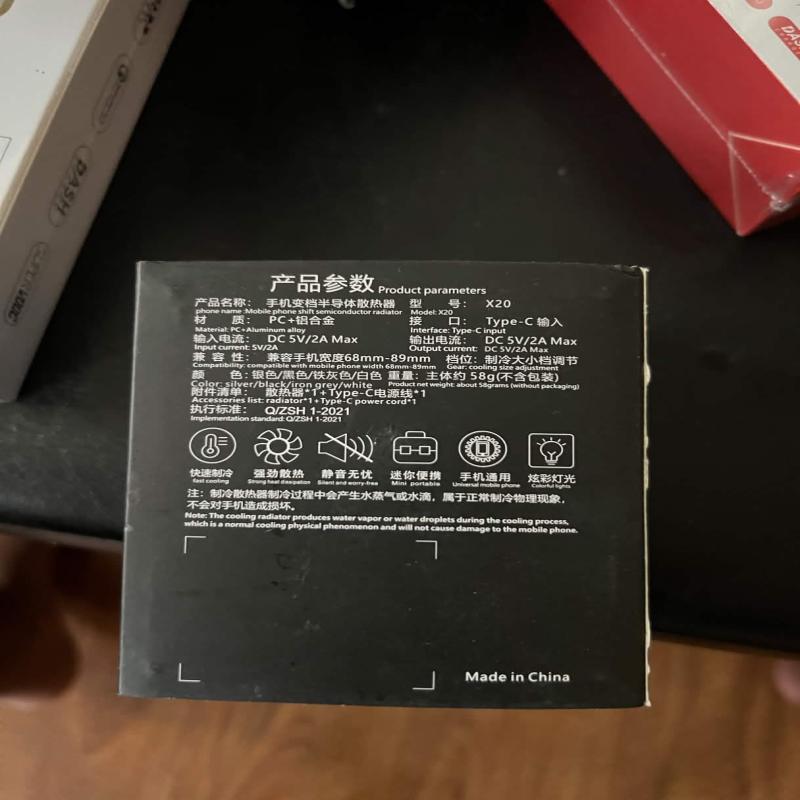 DASH
DAS
产品参数 Product parameters
产品名称： 手机变档半导体散热器 型 号： X20
phone name :Mobile phone shift semiconductor radiator Model: X20
材 质： PC+铝合金 接 口： Type-C 输入
Material: PC+Aluminum alloy Interface: Type-C input
输入电流： DC 5V/2A Max 输出电流： DC 5V/2A Max
Input current: 5V/2A Output current: DC 5V/2A Max
兼 容 性： 兼容手机宽度68mm-89mm 档位： 制冷大小档调节
Compatibility: compatible with mobile phone width 68mm-89mm Gear: cooling size adjustment
颜 色：银色/黑色/铁灰色/白色 重量： 主体约 58g(不含包装)
Color: silver/black/iron grey/white Product net weight: about 58grams (without packaging)
附件清单： 散热器*1+Type-C电源线*1
Accessories list: radiator*1+Type-C power cord*1
执行标准： Q/ZSH 1-2021
Implementation standard: Q/ZSH 1-2021
快速制冷 强劲散热 静音无忧 迷你便携 手机通用 炫彩灯光
fast cooling Strong heat dissipation Silent and worry-free Mini portable Universal mobile phone Colorful lights
注：制冷散热器制冷过程中会产生水蒸气或水滴，属于正常制冷物理现象，
不会对手机造成损坏。
Note: The cooling radiator produces water vapor or water droplets during the cooling process,
which is a normal cooling physical phenomenon and will not cause damage to the mobile phone.
Made in China